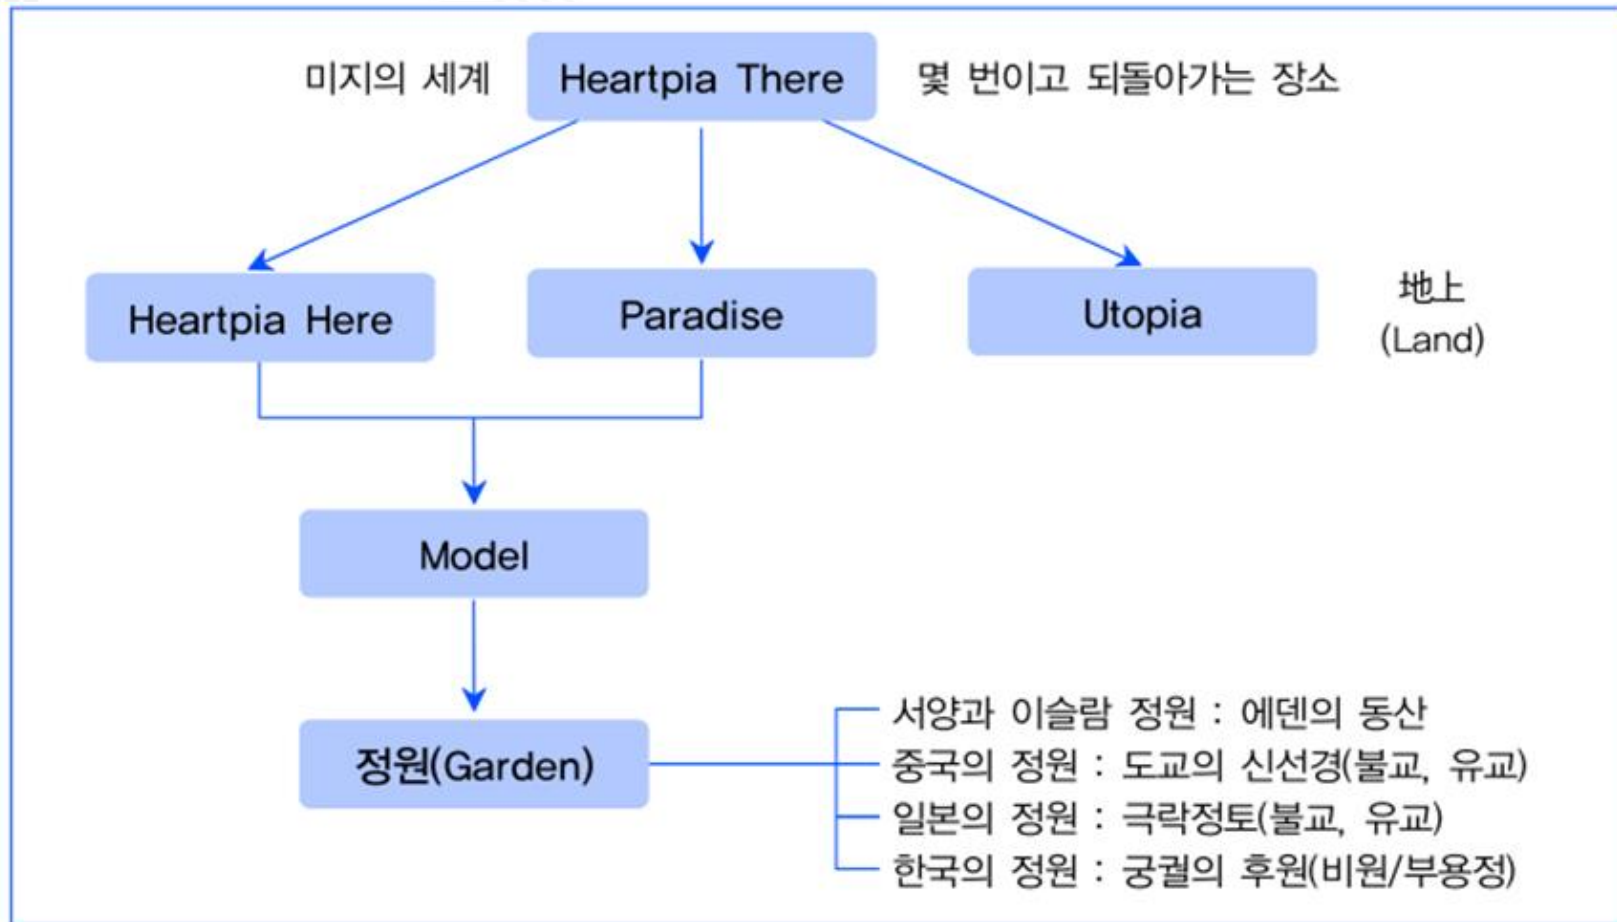 미지의 세계 Heartpia There 몇 번이고 되돌아가는 장소
Heartpia Here Paradise Utopia 地上
(Land)
Model
정원(Garden)
서양과 이슬람 정원 : 에덴의 동산
중국의 정원 : 도교의 신선경(불교, 유교)
일본의 정원 : 극락정토(불교, 유교)
한국의 정원 : 궁궐의 후원(비원/부용정)